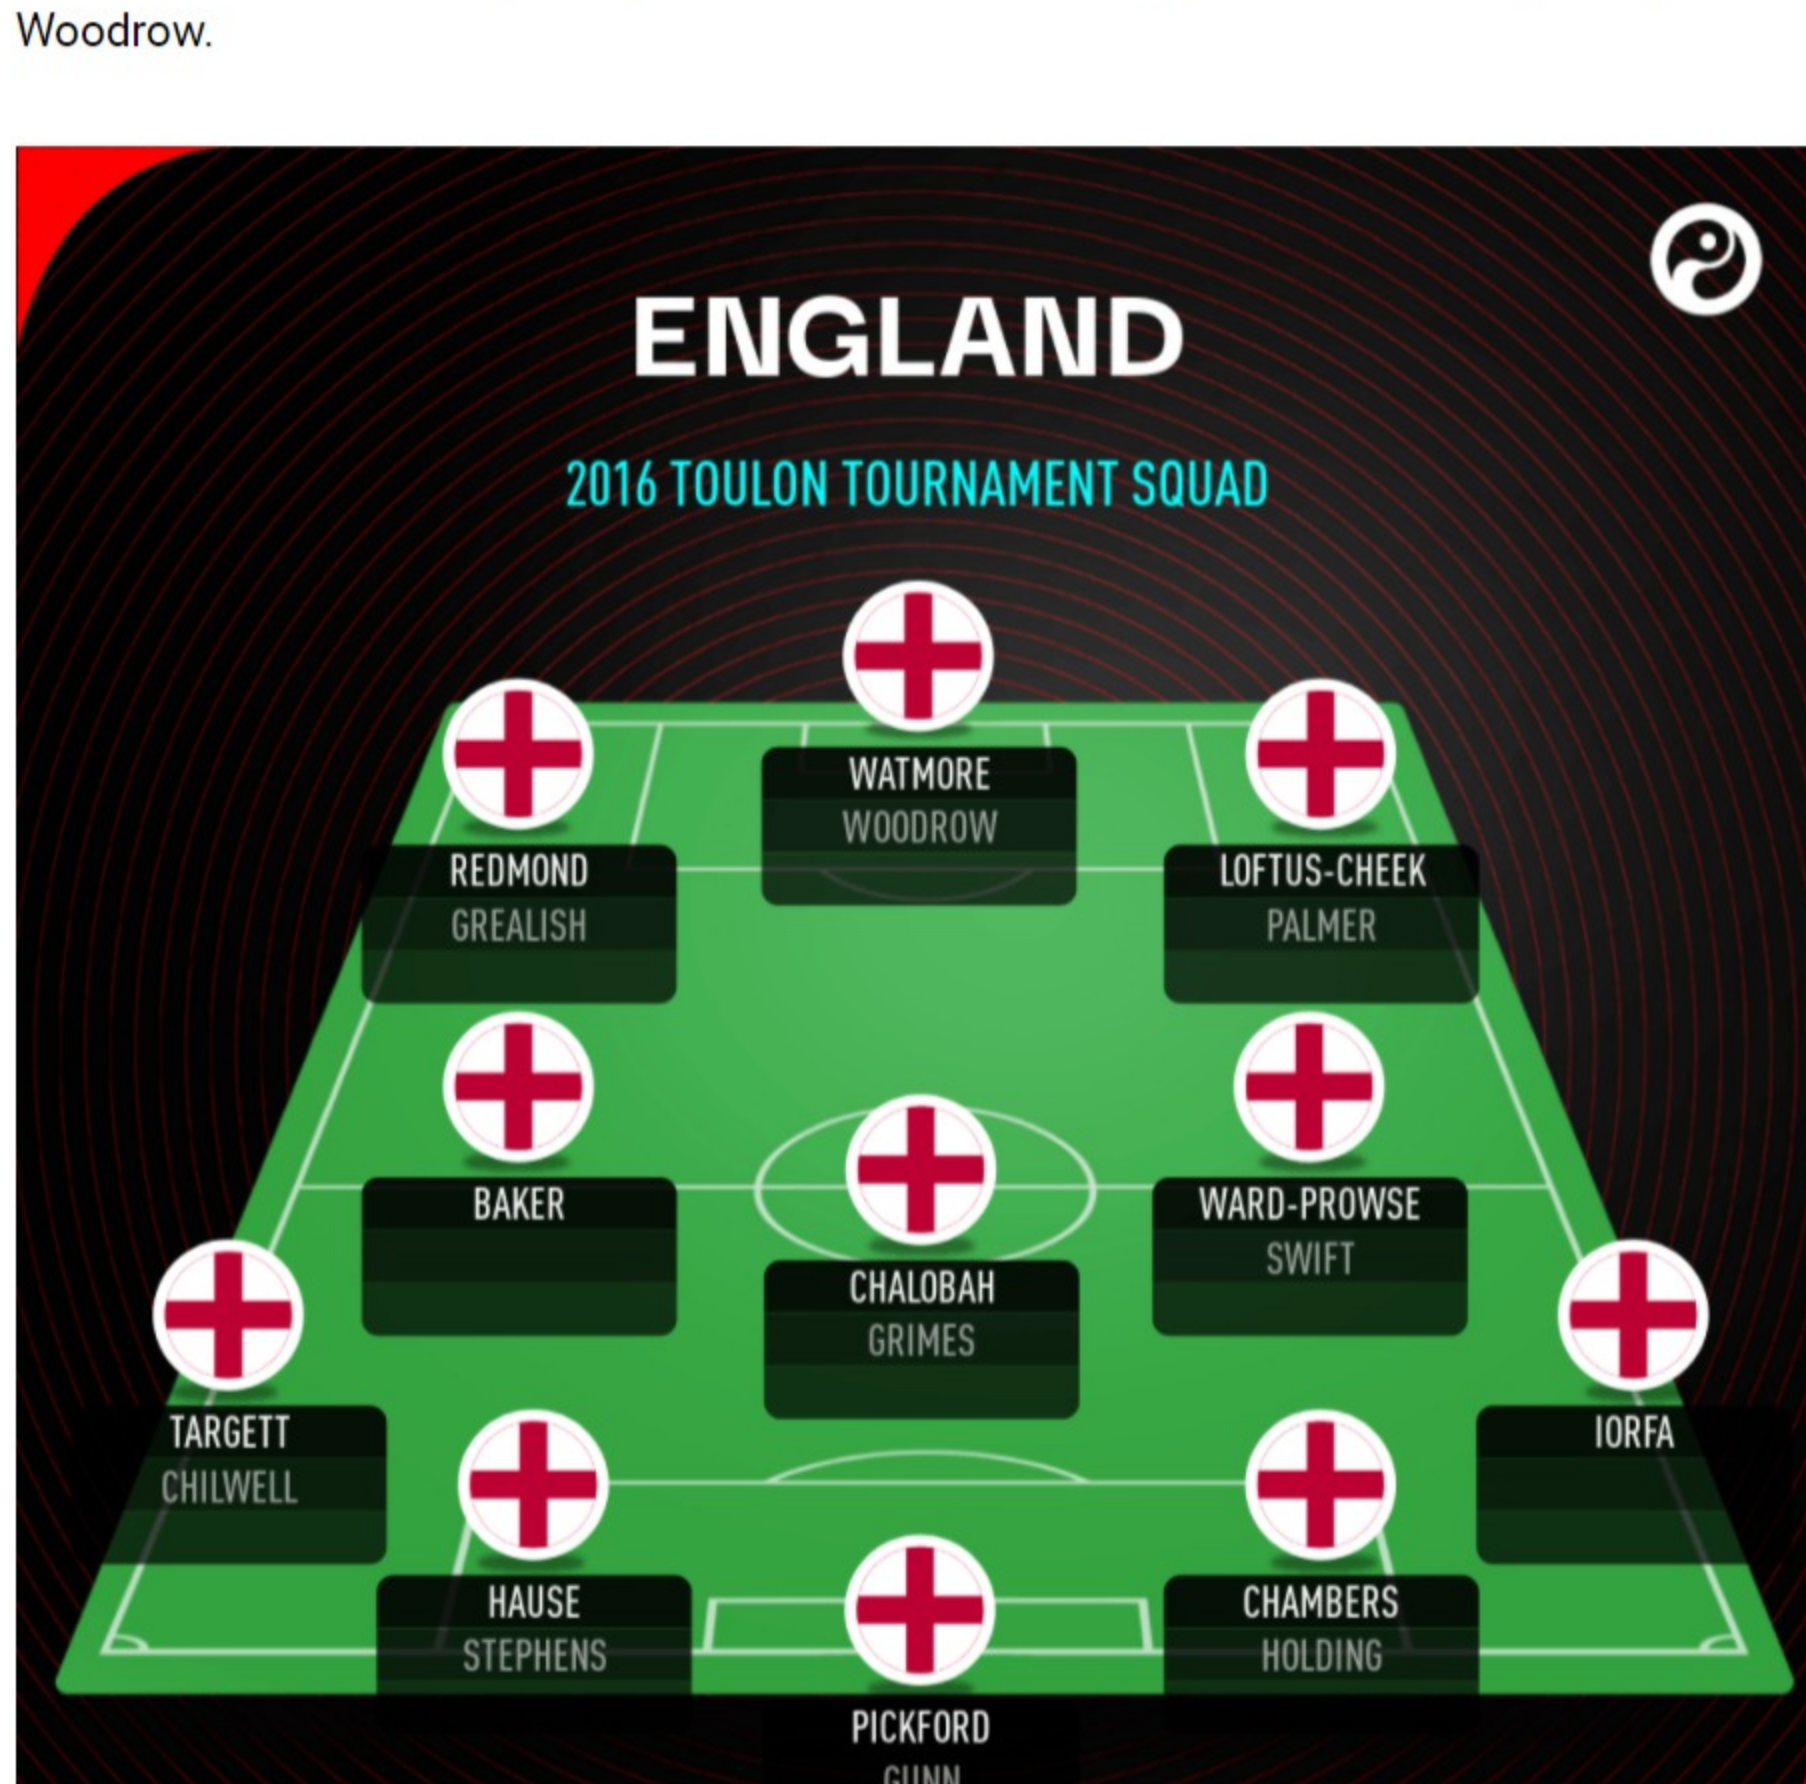 Woodrow.
ENGLAND
2016 TOULON TOURNAMENT SQUAD
WATMORE
WOODROW
REDMOND
GREALISH
LOFTUS-CHEEK
PALMER
BAKER
WARD-PROWSE
SWIFT
CHALOBAH
GRIMES
TARGETT
CHILWELL
IORFA
HAUSE
STEPHENS
CHAMBERS
HOLDING
PICKFORD
GUNN